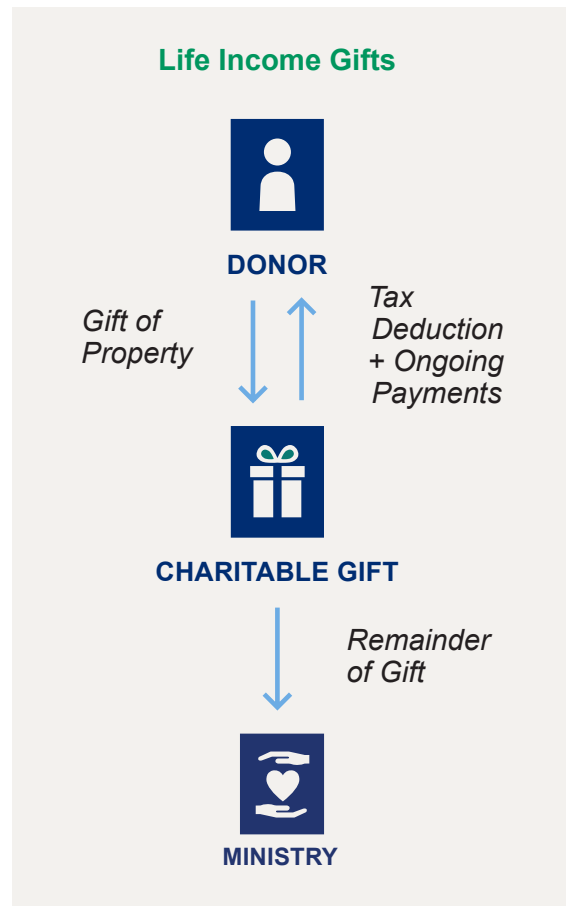 Life Income Gifts
DONOR
Gift of
Property
Tax
Deduction
+ Ongoing
Payments
CHARITABLE GIFT
Remainder
of Gift
MINISTRY